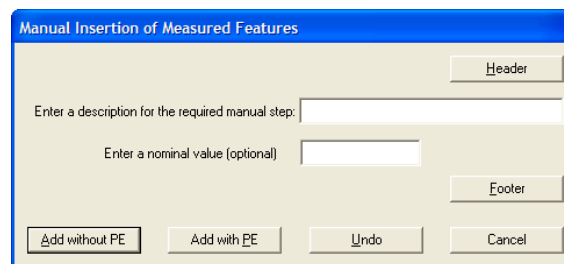 Manual Insertion of Measured Features
Header
Enter a description for the required manual step:
Enter a nominal value (optional)
Footer
Add without PE Add with PE Undo Cancel